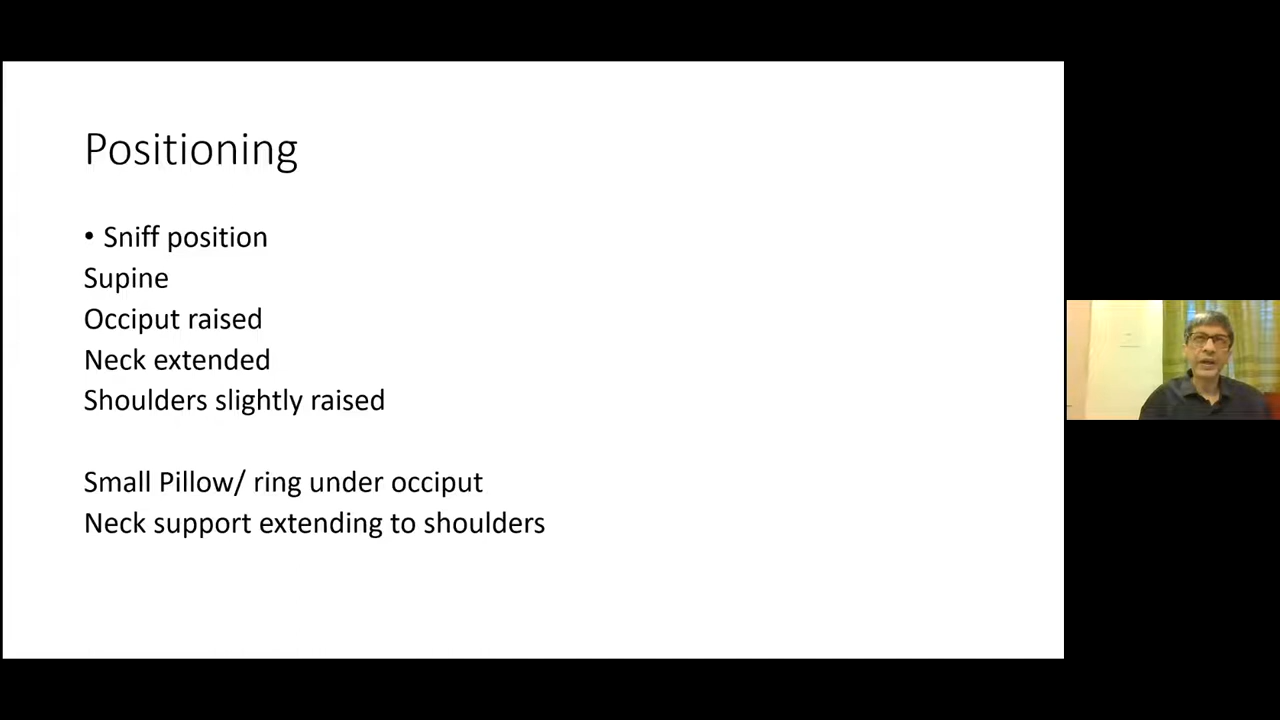 Positioning
• Sniff position
Supine
Occiput raised
Neck extended
Shoulders slightly raised
Small Pillow/ ring under occiput
Neck support extending to shoulders